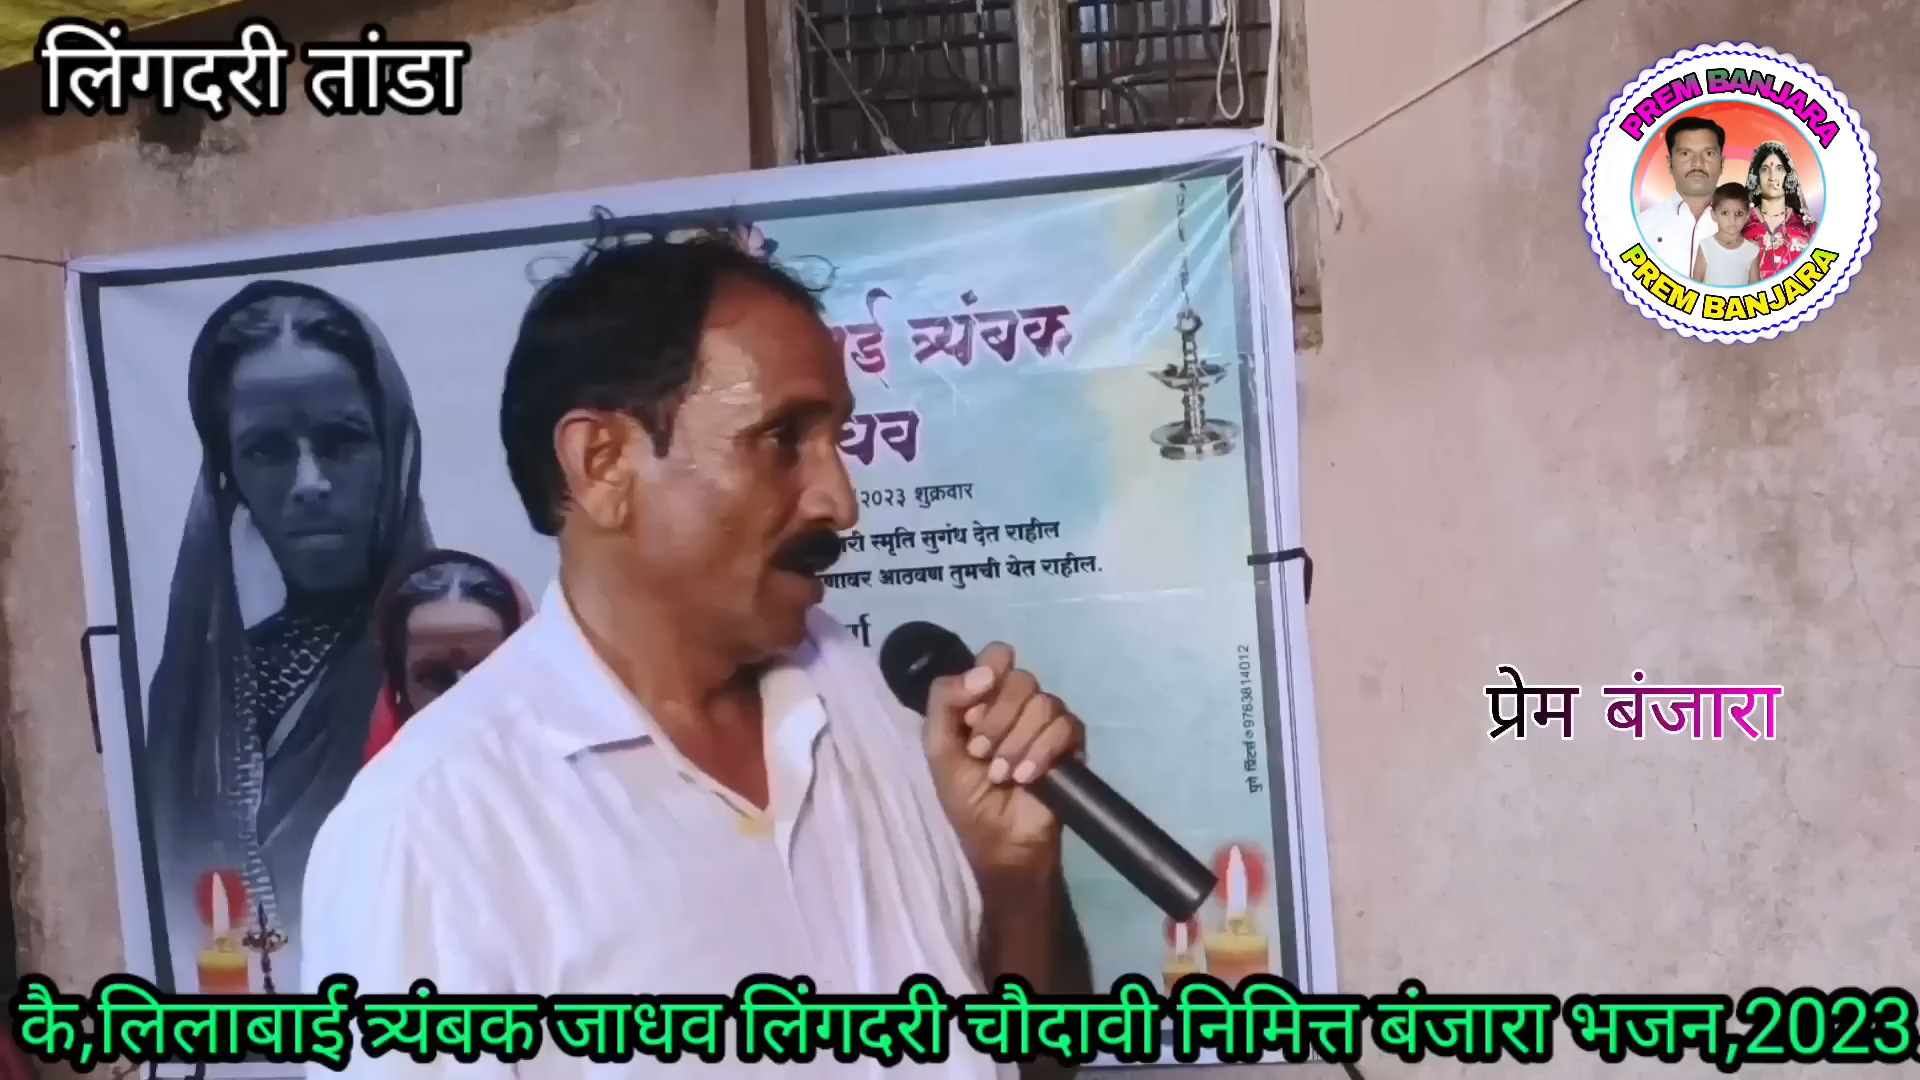 लिंगदरी तांडा
PREM BANJARA
PREM BANJARA
त्र्यंबक
२०२३ शुक्रवार
स्मृति सुगंध देत राहील
आठवण तुमची येत राहील.
9763814012
प्रेम बंजारा
कै,लिलाबाई त्र्यंबक जाधव लिंगदरी चौदावी निमित्त बंजारा भजन,2023.